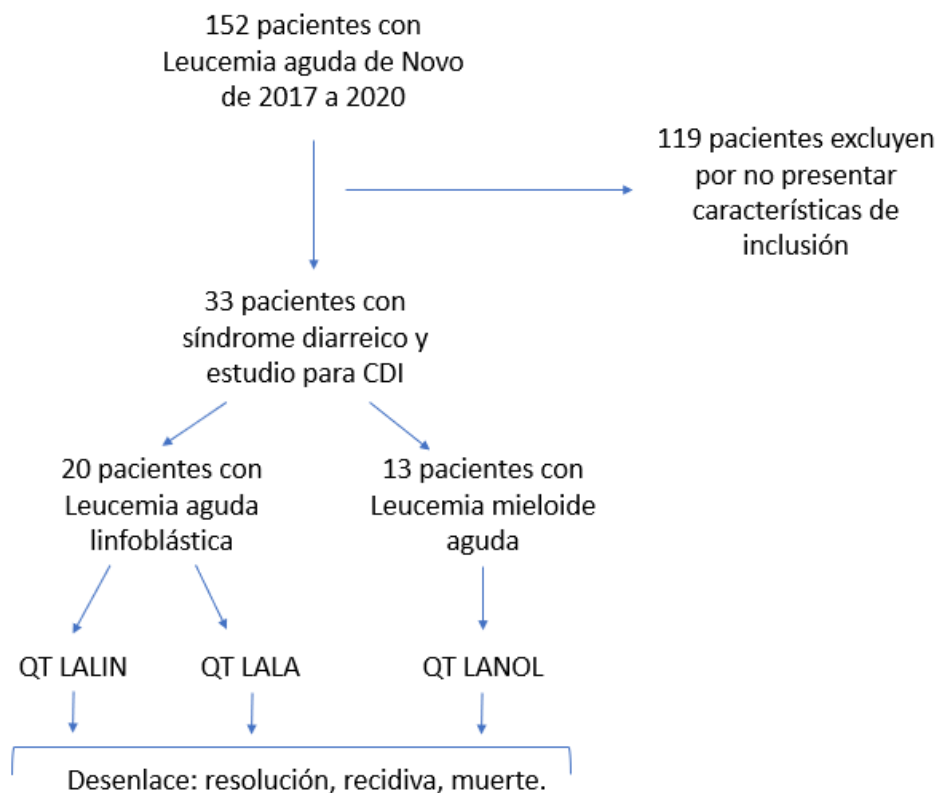 152 pacientes con
Leucemia aguda de Novo
de 2017 a 2020
119 pacientes excluyen
por no presentar
características de
inclusión
33 pacientes con
síndrome diarreico y
estudio para CDI
20 pacientes con
Leucemia aguda
linfoblástica
13 pacientes con
Leucemia mieloide
aguda
QT LALIN
QT LALA
QT LANOL
Desenlace: resolución, recidiva, muerte.